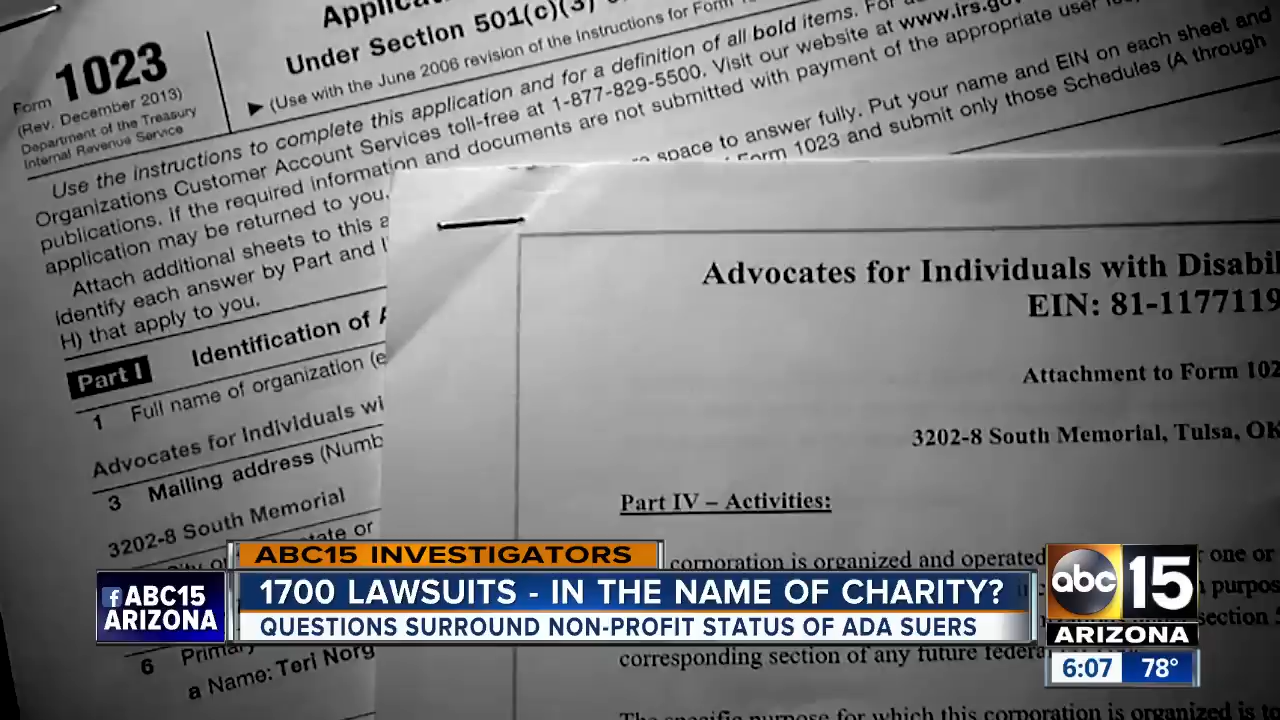 Form 1023
(Rev. December 2013)
Department of the Treasury
Internal Revenue Service
Under Section 501(c)(3)
▶ (Use with the June 2006 revision of the Instructions for Form
Use the instructions to complete this application and for a definition of all bold items. For
Organizations Customer Account Services toll-free at 1-877-829-5500. Visit our website at www.irs.gov
publications. If the required information and documents are not submitted with payment of the appropriate user
application may be returned to you.
Attach additional sheets to this
space to answer fully. Put your name and EIN on each sheet and
Identify each answer by Part and
Form 1023 and submit only those Schedules (A through
H) that apply to you.
Part I Identification of
1 Full name of organization
Advocates for Individuals
3 Mailing address
3202-8 South Memorial
state or
6
a Name: Teri
Advocates for Individuals with
EIN: 81-1177119
Attachment to Form
3202-8 South Memorial, Tulsa, OK
Part IV – Activities:
corporation is organized and operated
one or
section
corresponding section of any future
The specific purpose for which this corporation is organized is to
ABC15 INVESTIGATORS
1700 LAWSUITS - IN THE NAME OF CHARITY?
QUESTIONS SURROUND NON-PROFIT STATUS OF ADA SUERS
f ABC15
ARIZONA
abc 15
ARIZONA
6:07 78°